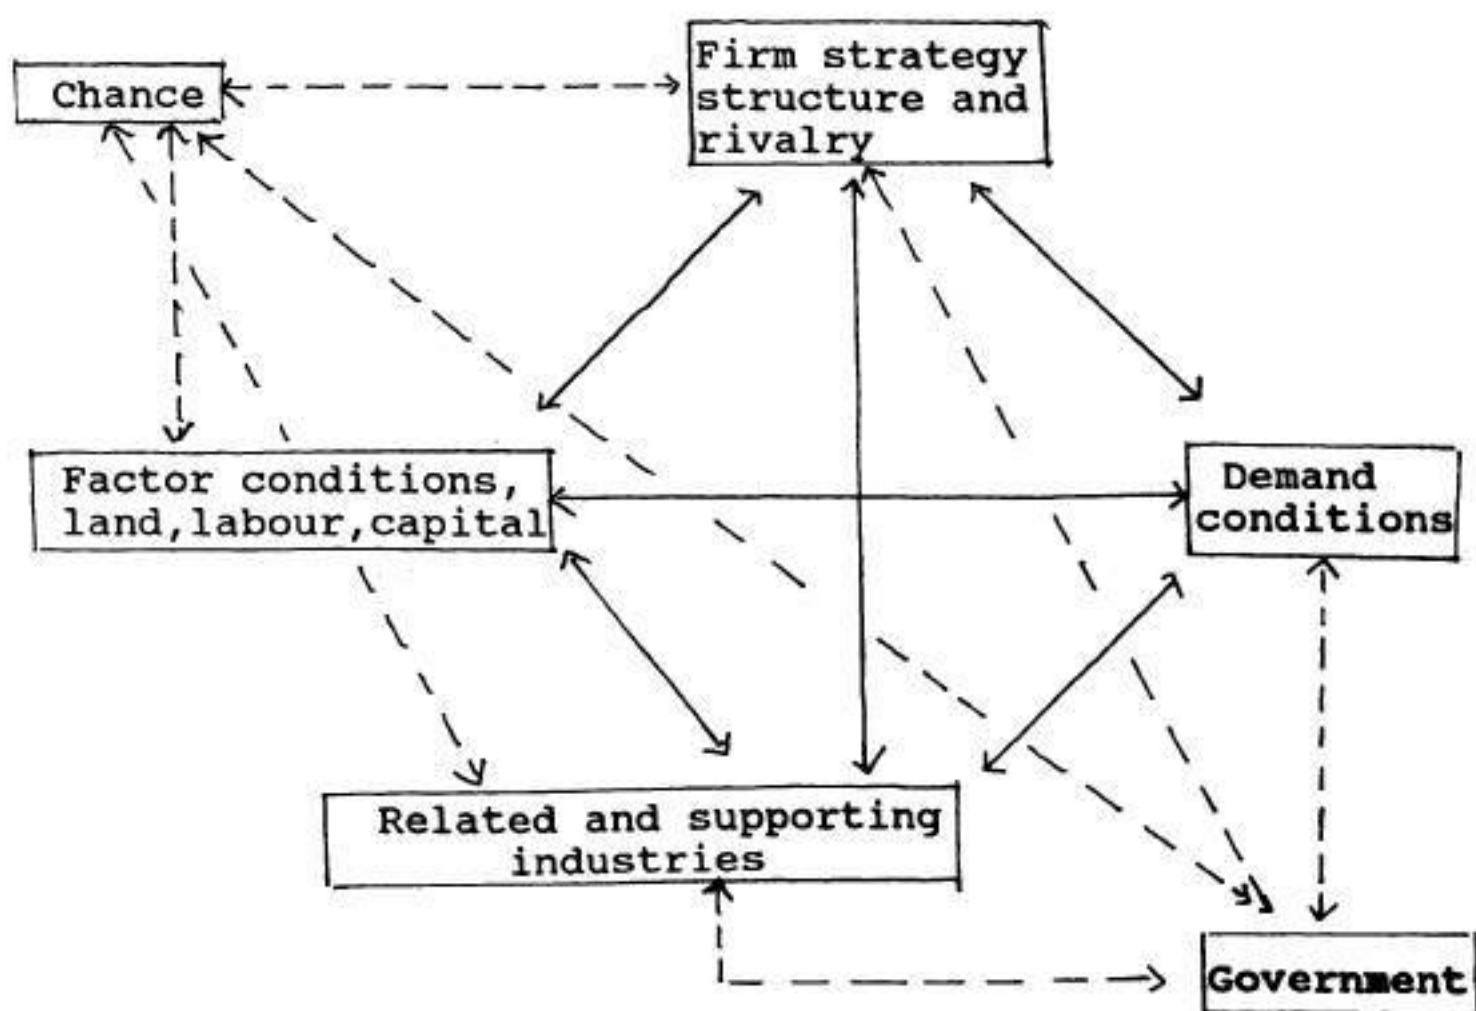 Chance
Firm strategy
structure and
rivalry
Factor conditions,
land,labour,capital
Demand
conditions
Related and supporting
industries
Government